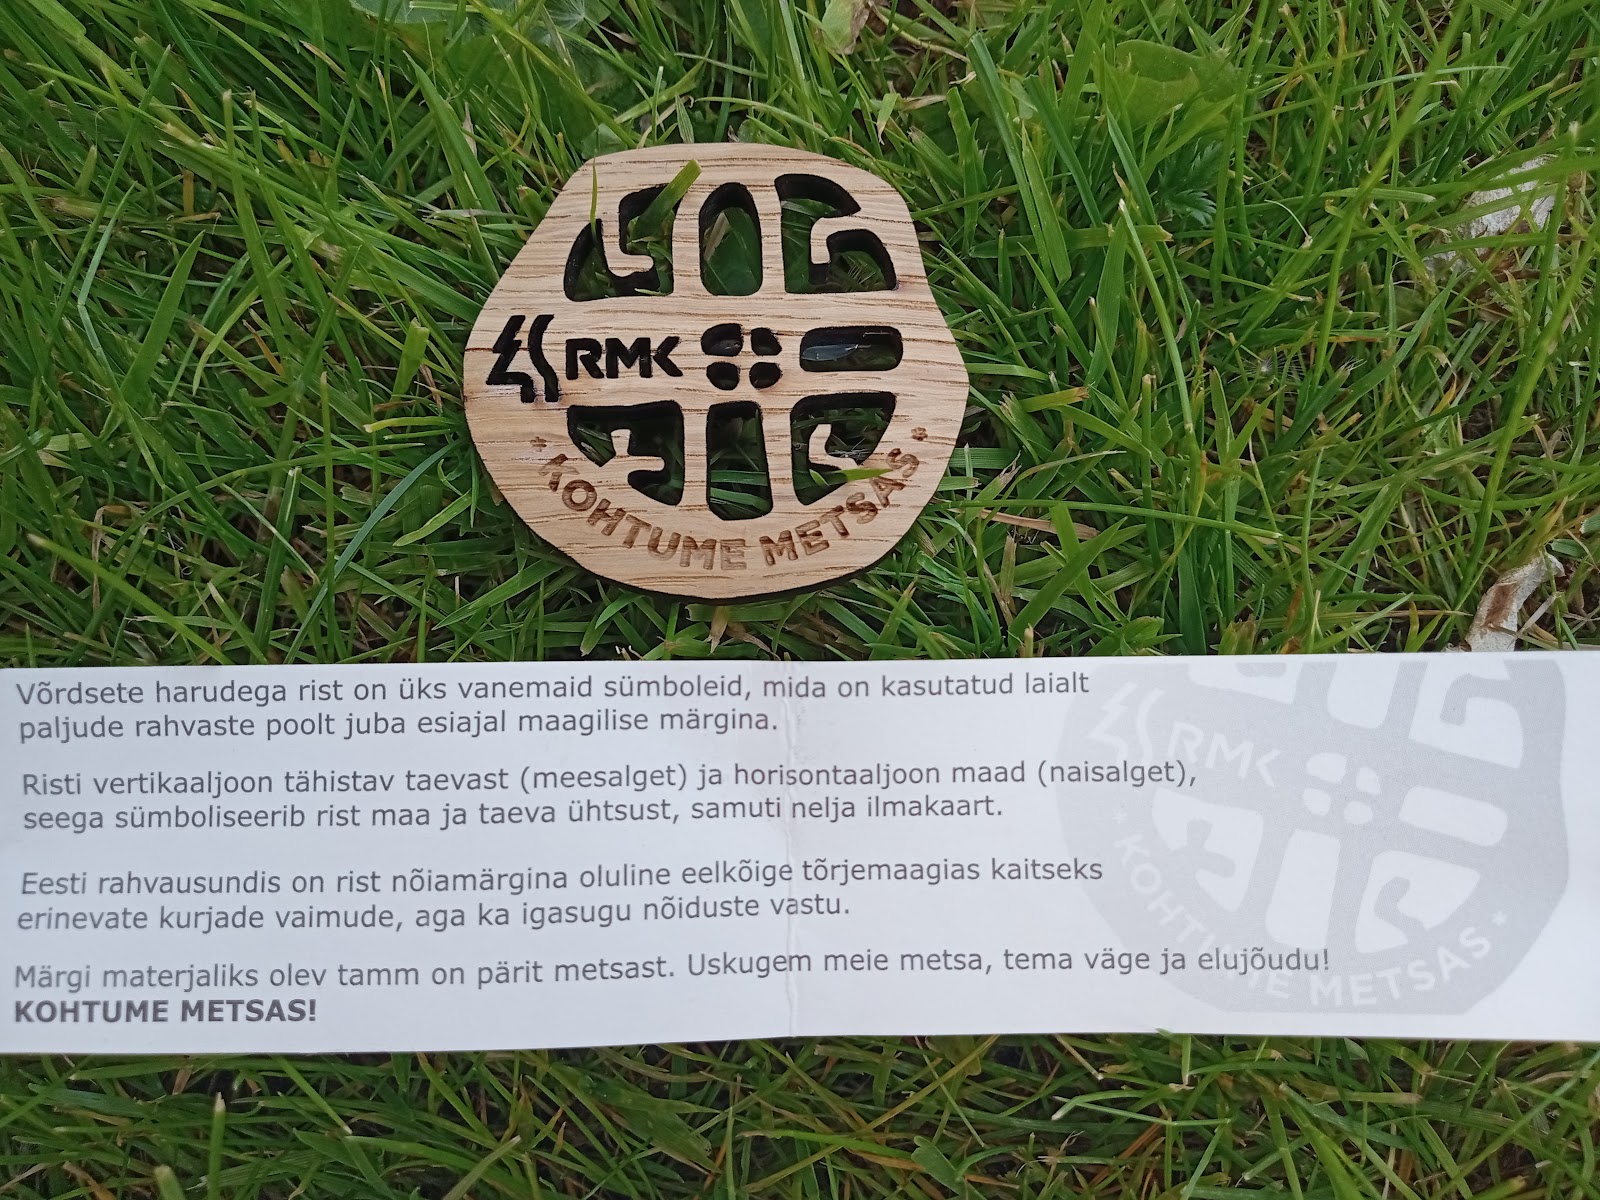 RMK
* KOHTUME METSAS *
Võrdsete harudega rist on üks vanemaid sümboleid, mida on kasutatud laialt
paljude rahvaste poolt juba esiajal maagilise märgina.
Risti vertikaaljoon tähistav taevast (meesalget) ja horisontaaljoon maad (naisalget),
seega sümboliseerib rist maa ja taeva ühtsust, samuti nelja ilmakaart.
Eesti rahvausundis on rist nõiamärgina oluline eelkõige tõrjemaagias kaitseks
erinevate kurjade vaimude, aga ka igasugu nõiduste vastu.
Märgi materjaliks olev tamm on pärit metsast. Uskugem meie metsa, tema väge ja elujõudu!
KOHTUME METSAS!
RMK
* KOHTUME METSAS *